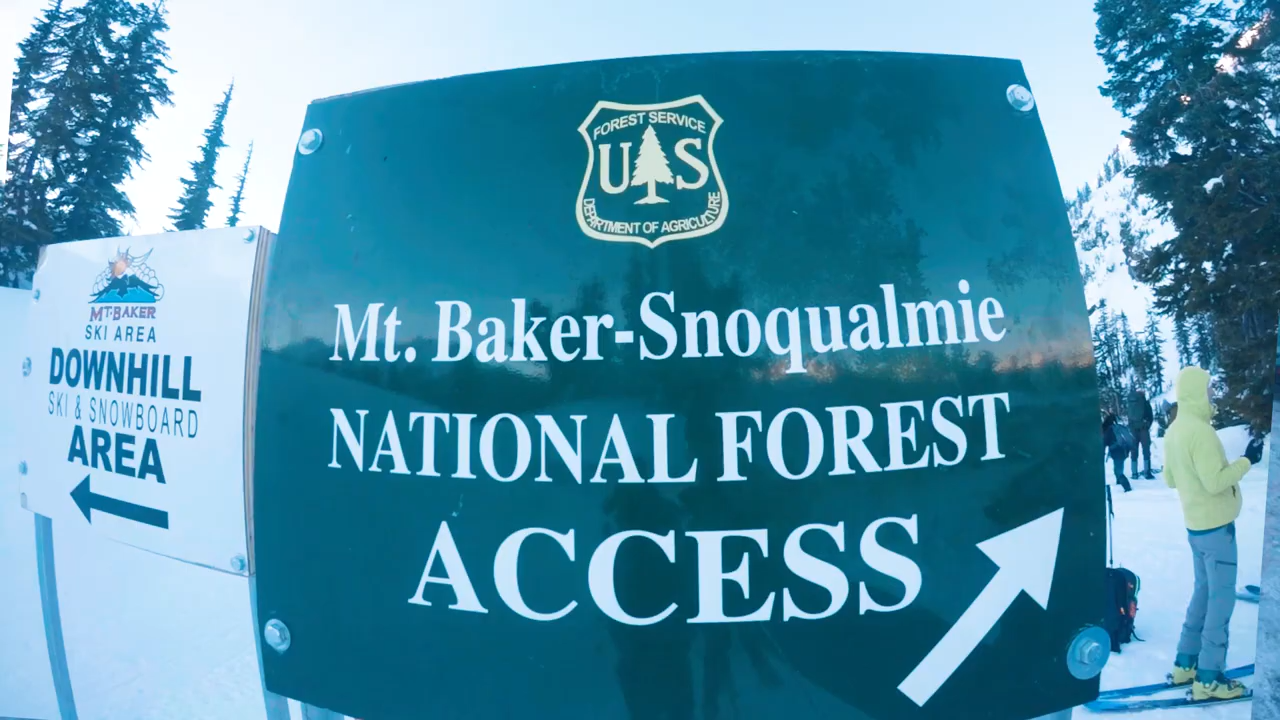 MT. BAKER
SKI AREA
DOWNHILL
SKI & SNOWBOARD
AREA
FOREST SERVICE
US
DEPARTMENT OF AGRICULTURE
Mt. Baker-Snoqualmie
NATIONAL FOREST
ACCESS